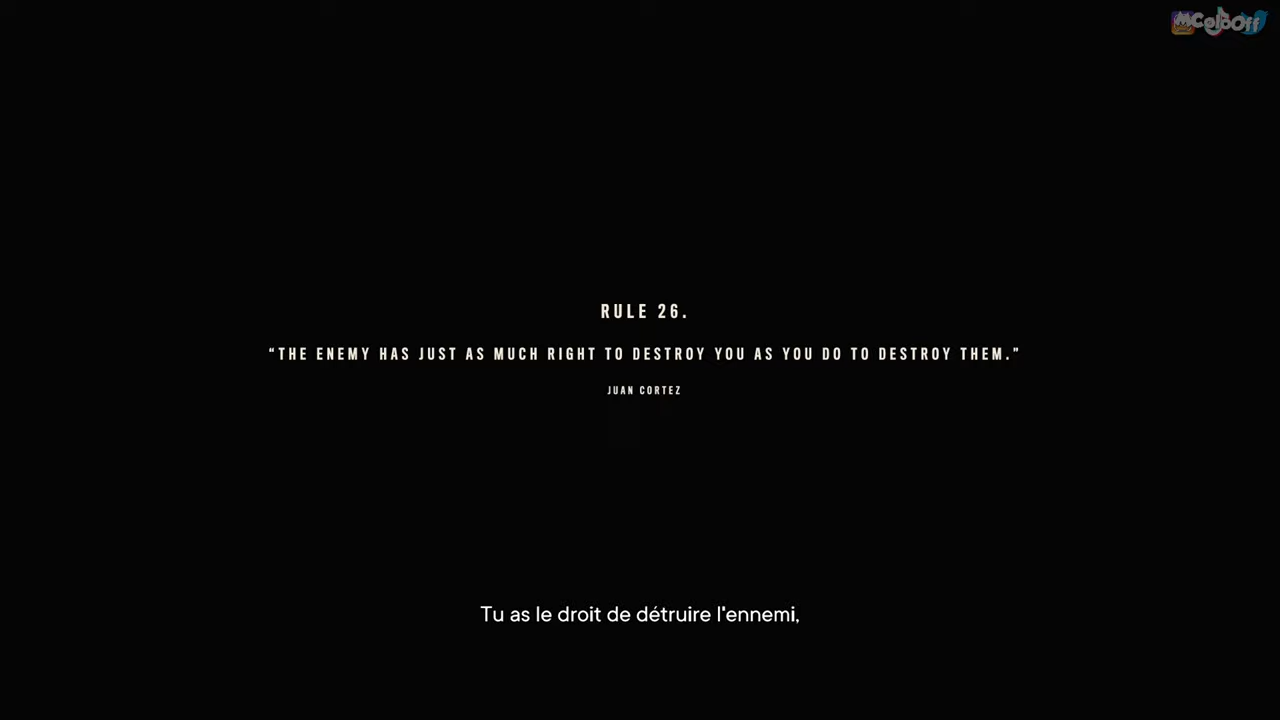 MCelooOff
RULE 26.
“THE ENEMY HAS JUST AS MUCH RIGHT TO DESTROY YOU AS YOU DO TO DESTROY THEM.”
JUAN CORTEZ
Tu as le droit de détruire l'ennemi,